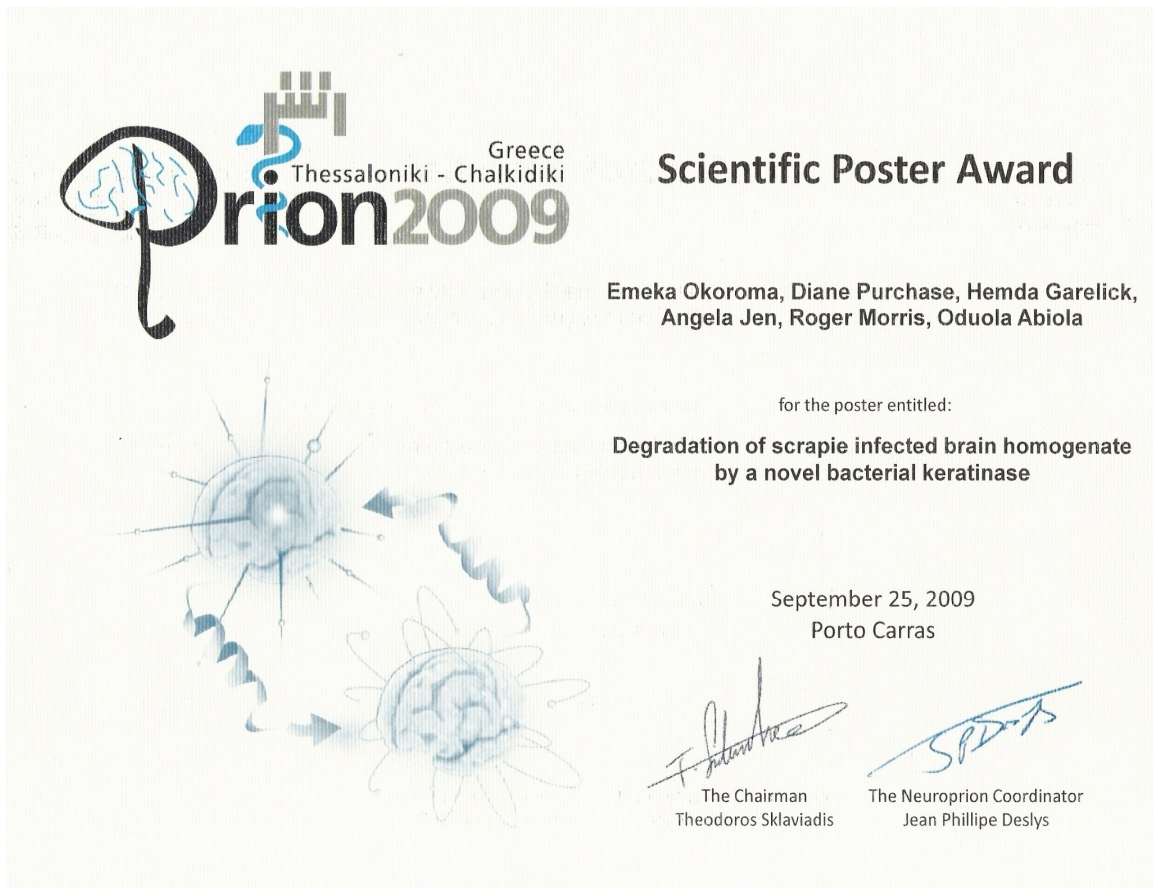 Greece
Thessaloniki - Chalkidiki
Prion2009
Scientific Poster Award
Emeka Okoroma, Diane Purchase, Hemda Garelick,
Angela Jen, Roger Morris, Oduola Abiola
for the poster entitled:
Degradation of scrapie infected brain homogenate
by a novel bacterial keratinase
September 25, 2009
Porto Carras
The Chairman
Theodoros Sklaviadis
The Neuroprion Coordinator
Jean Phillipe Deslys